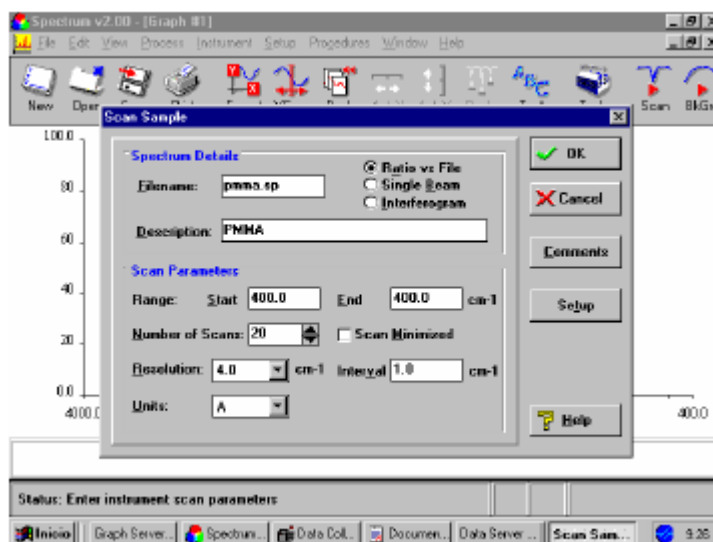 Spectrum v2.00 - [Graph #1]
File Edit View Process Instrument Setup Procedures Window Help
New Scan
Scan Sample
Spectrum Details
Ratio vs File
Filename: pmma.sp Single Beam
Interferogram
Description: PMMA
OK
Cancel
Comments
Setup
Help
Scan Parameters
Range: Start 400.0 End 400.0 cm-1
Number of Scans: 20 Scan Minimized
Resolution: 4.0 cm-1 Interval 1.0 cm-1
Units: A
100.0
80
60
40
20
0.0
4000.0 400.0
Status: Enter instrument scan parameters
Inicio Graph Server... Spectrum... Data Coll... Documen... Data Server ... Scan Sam... 9:26